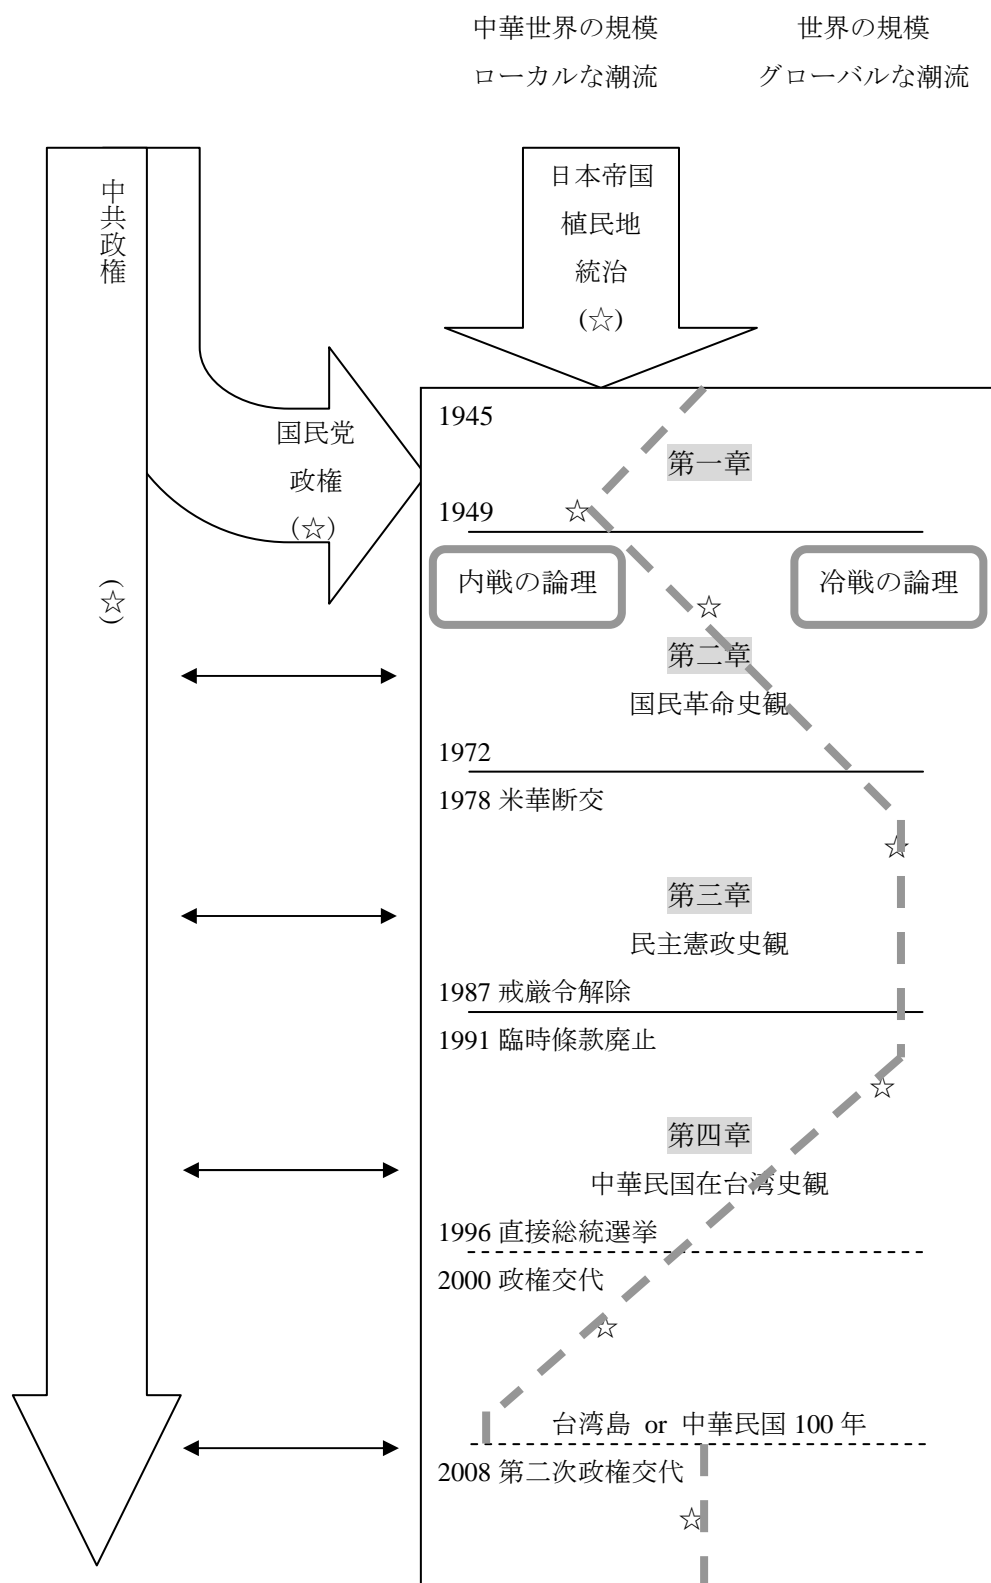 中華世界の規模
世界の規模
ローカルな潮流
グローバルな潮流
中共政権
(☆)
国民党
政権
(☆)
日本帝国
植民地
統治
(☆)
1945
第一章
1949
☆
内戦の論理
冷戦の論理
☆
第二章
国民革命史観
1972
1978 米華断交
☆
第三章
民主憲政史観
1987 戒厳令解除
1991 臨時條款廃止
☆
第四章
中華民国在台湾史観
1996 直接総統選挙
2000 政権交代
☆
台湾島 or 中華民国 100 年
2008 第二次政権交代
☆